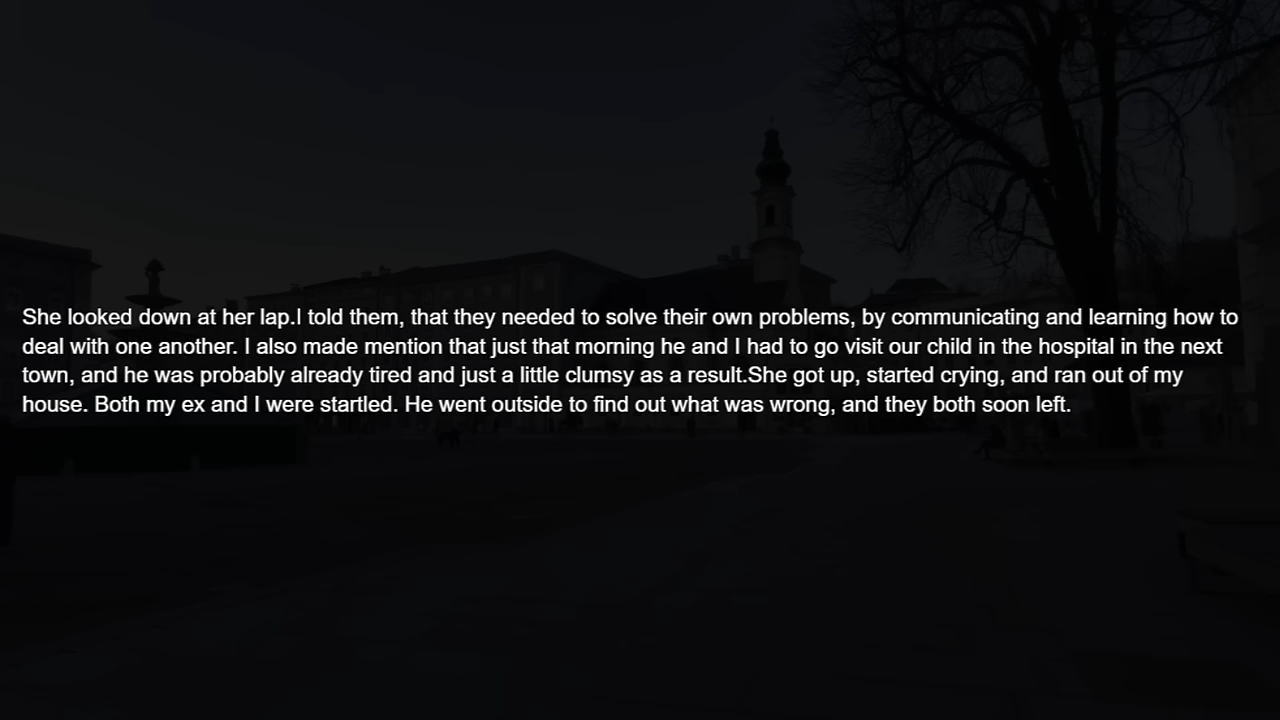 She looked down at her lap.I told them, that they needed to solve their own problems, by communicating and learning how to
deal with one another. I also made mention that just that morning he and I had to go visit our child in the hospital in the next
town, and he was probably already tired and just a little clumsy as a result.She got up, started crying, and ran out of my
house. Both my ex and I were startled. He went outside to find out what was wrong, and they both soon left.